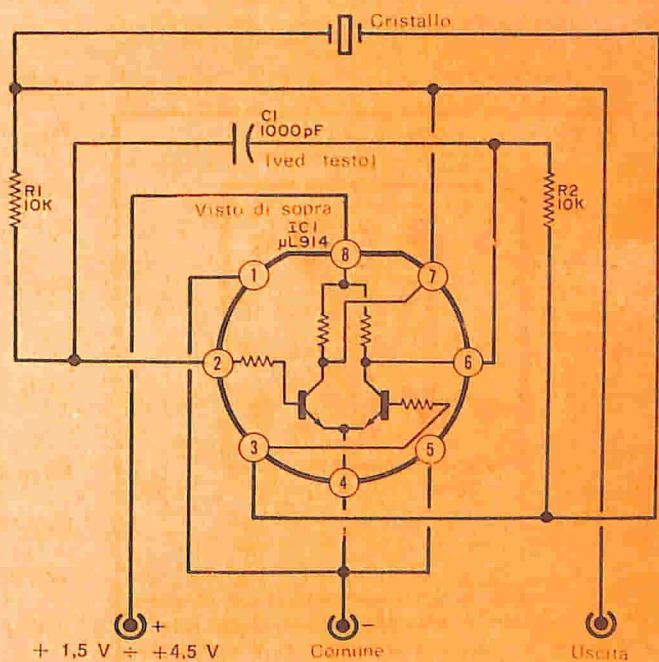 Cristallo
C1
1000pF
(ved testo)
R1
10K
R2
10K
Visto di sopra
IC1
µL914
8
1
7
2
6
3
5
4
+
−
+ 1,5 V ÷ +4,5 V
Comune
Uscita